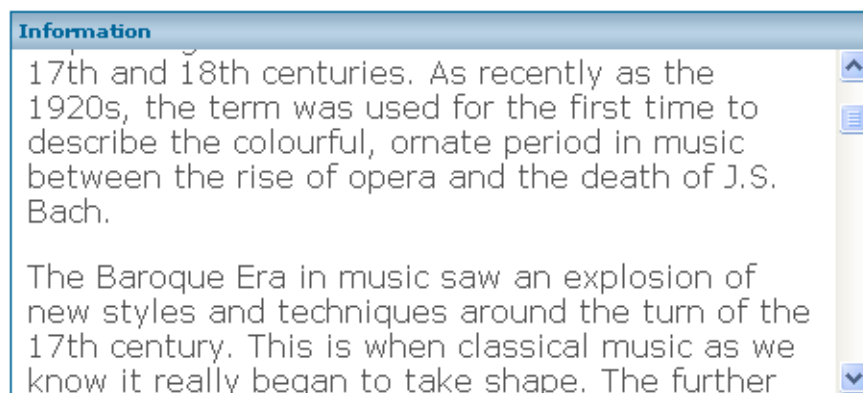 Information
17th and 18th centuries. As recently as the
1920s, the term was used for the first time to
describe the colourful, ornate period in music
between the rise of opera and the death of J.S.
Bach.
The Baroque Era in music saw an explosion of
new styles and techniques around the turn of the
17th century. This is when classical music as we
know it really began to take shape. The further